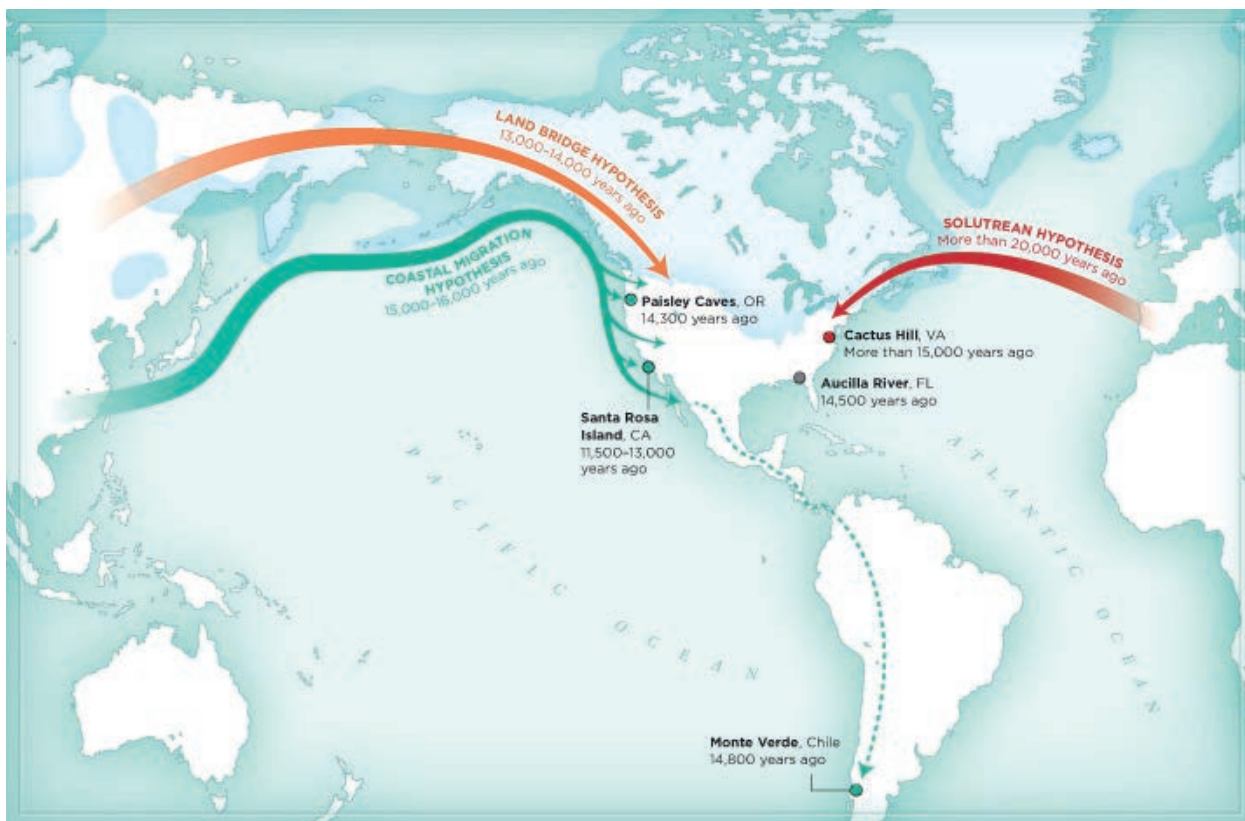 LAND BRIDGE HYPOTHESIS
13,000–14,000 years ago
SOLUTREAN HYPOTHESIS
More than 20,000 years ago
COASTAL MIGRATION
HYPOTHESIS
15,000–16,000 years ago
Paisley Caves, OR
14,300 years ago
Cactus Hill, VA
More than 15,000 years ago
Aucilla River, FL
14,500 years ago
Santa Rosa
Island, CA
11,500–13,000
years ago
PACIFIC
OCEAN
ATLANTIC
OCEAN
Monte Verde, Chile
14,800 years ago